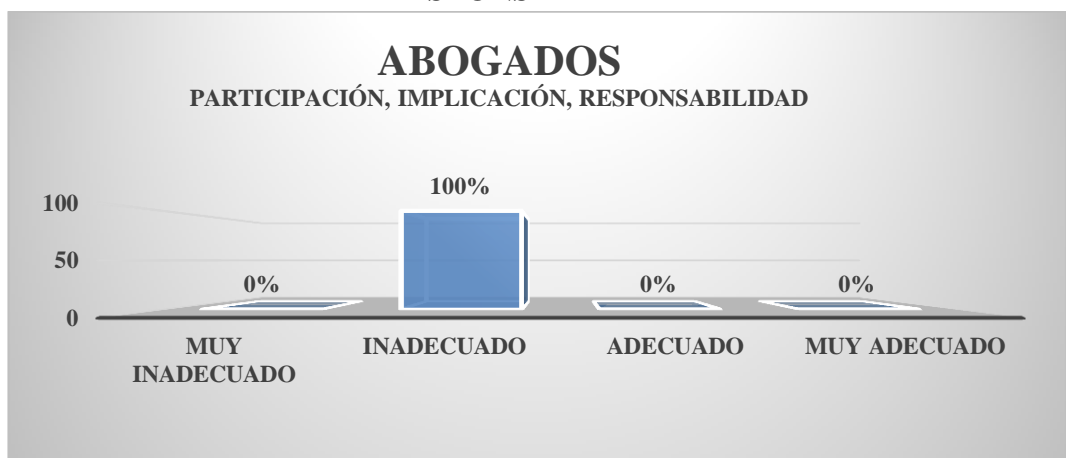 ABOGADOS
PARTICIPACIÓN, IMPLICACIÓN, RESPONSABILIDAD
100%
100
50
0% 0% 0%
0
MUY INADECUADO ADECUADO MUY ADECUADO
INADECUADO